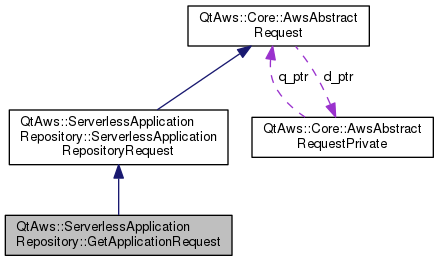 QtAws::Core::AwsAbstract
Request
q_ptr
d_ptr
QtAws::ServerlessApplication
Repository::ServerlessApplication
RepositoryRequest
QtAws::Core::AwsAbstract
RequestPrivate
QtAws::ServerlessApplication
Repository::GetApplicationRequest